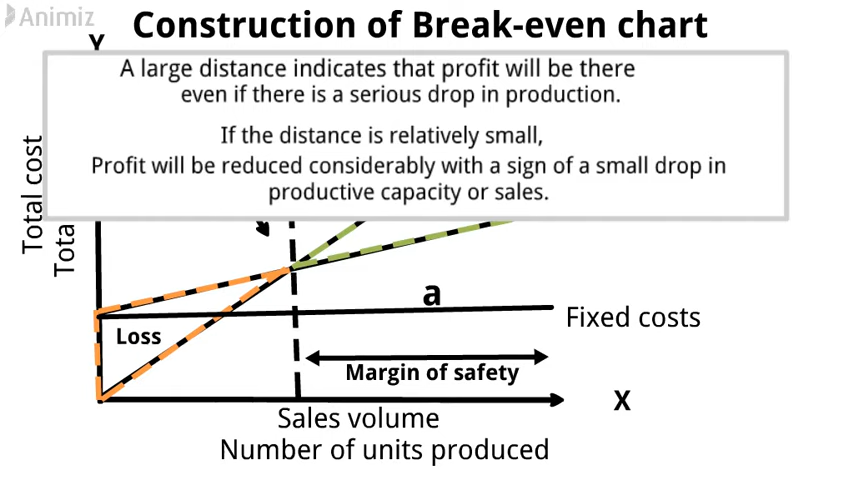 Animiz
Construction of Break-even chart
Y
A large distance indicates that profit will be there
even if there is a serious drop in production.
If the distance is relatively small,
Profit will be reduced considerably with a sign of a small drop in
productive capacity or sales.
Total cost
Tota
a
Fixed costs
Loss
Margin of safety
X
Sales volume
Number of units produced